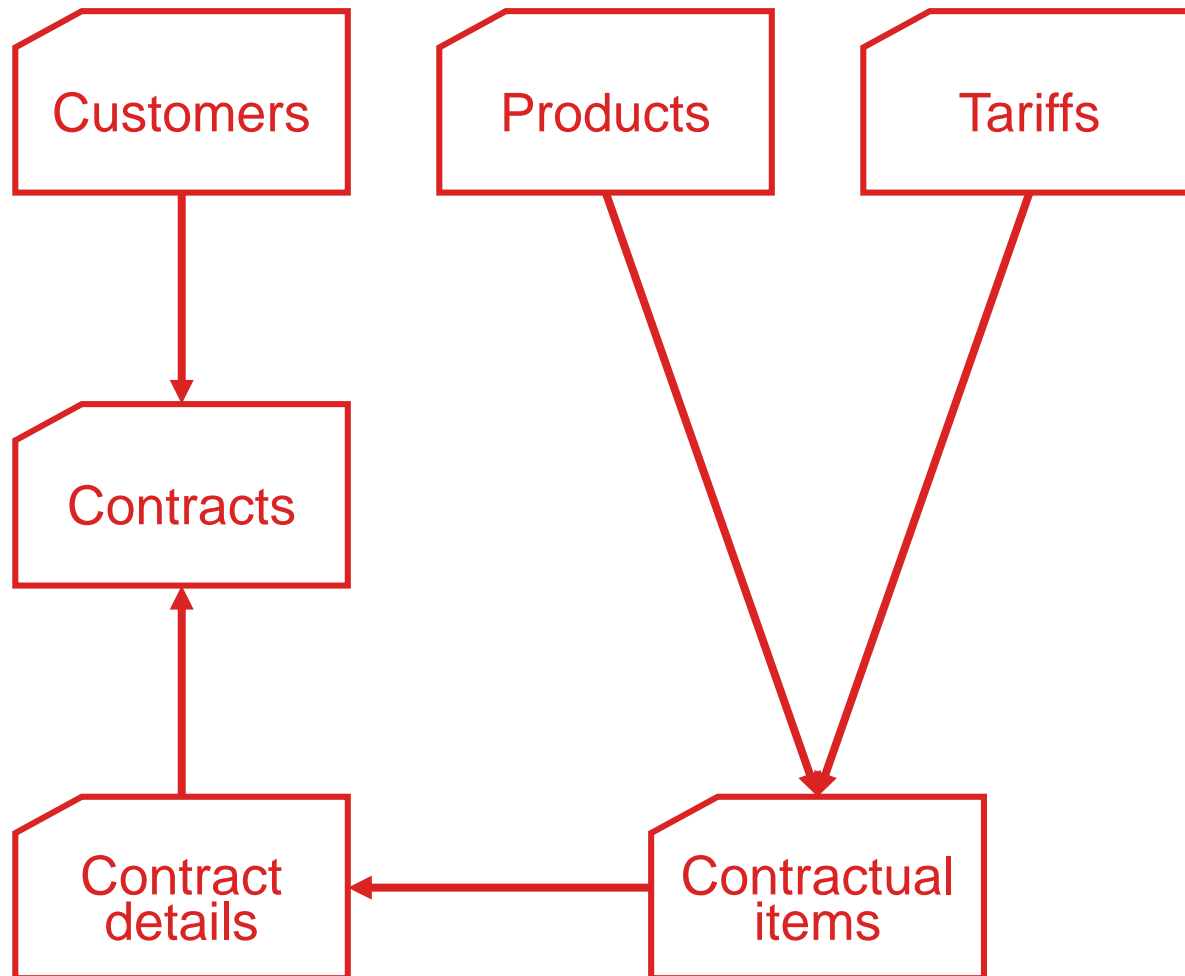 Customers
Products
Tariffs
Contracts
Contract
details
Contractual
items